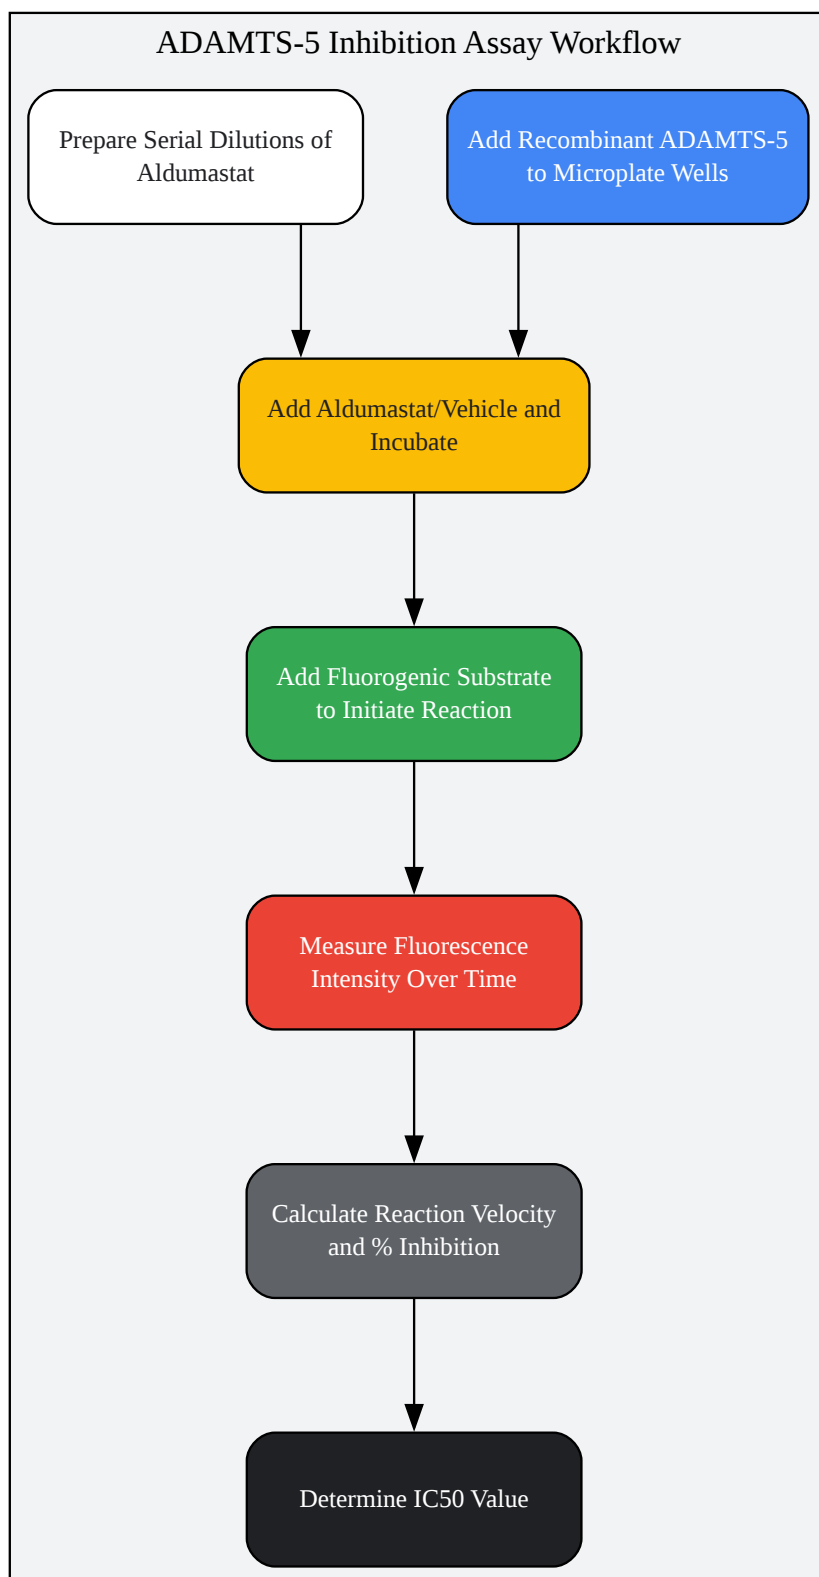 ADAMTS-5 Inhibition Assay Workflow
Prepare Serial Dilutions of
Aldumastat
Add Recombinant ADAMTS-5
to Microplate Wells
Add Aldumastat/Vehicle and
Incubate
Add Fluorogenic Substrate
to Initiate Reaction
Measure Fluorescence
Intensity Over Time
Calculate Reaction Velocity
and % Inhibition
Determine IC50 Value